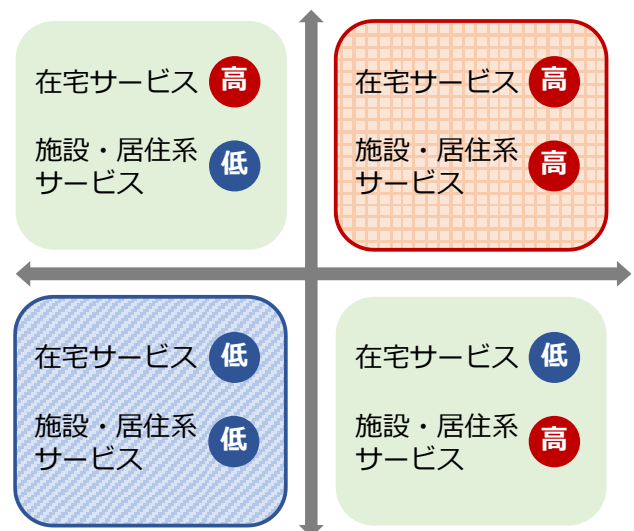 在宅サービス 高
施設・居住系
サービス
低
在宅サービス 高
施設・居住系
サービス
高
在宅サービス 低
施設・居住系
サービス
低
在宅サービス 低
施設・居住系
サービス
高